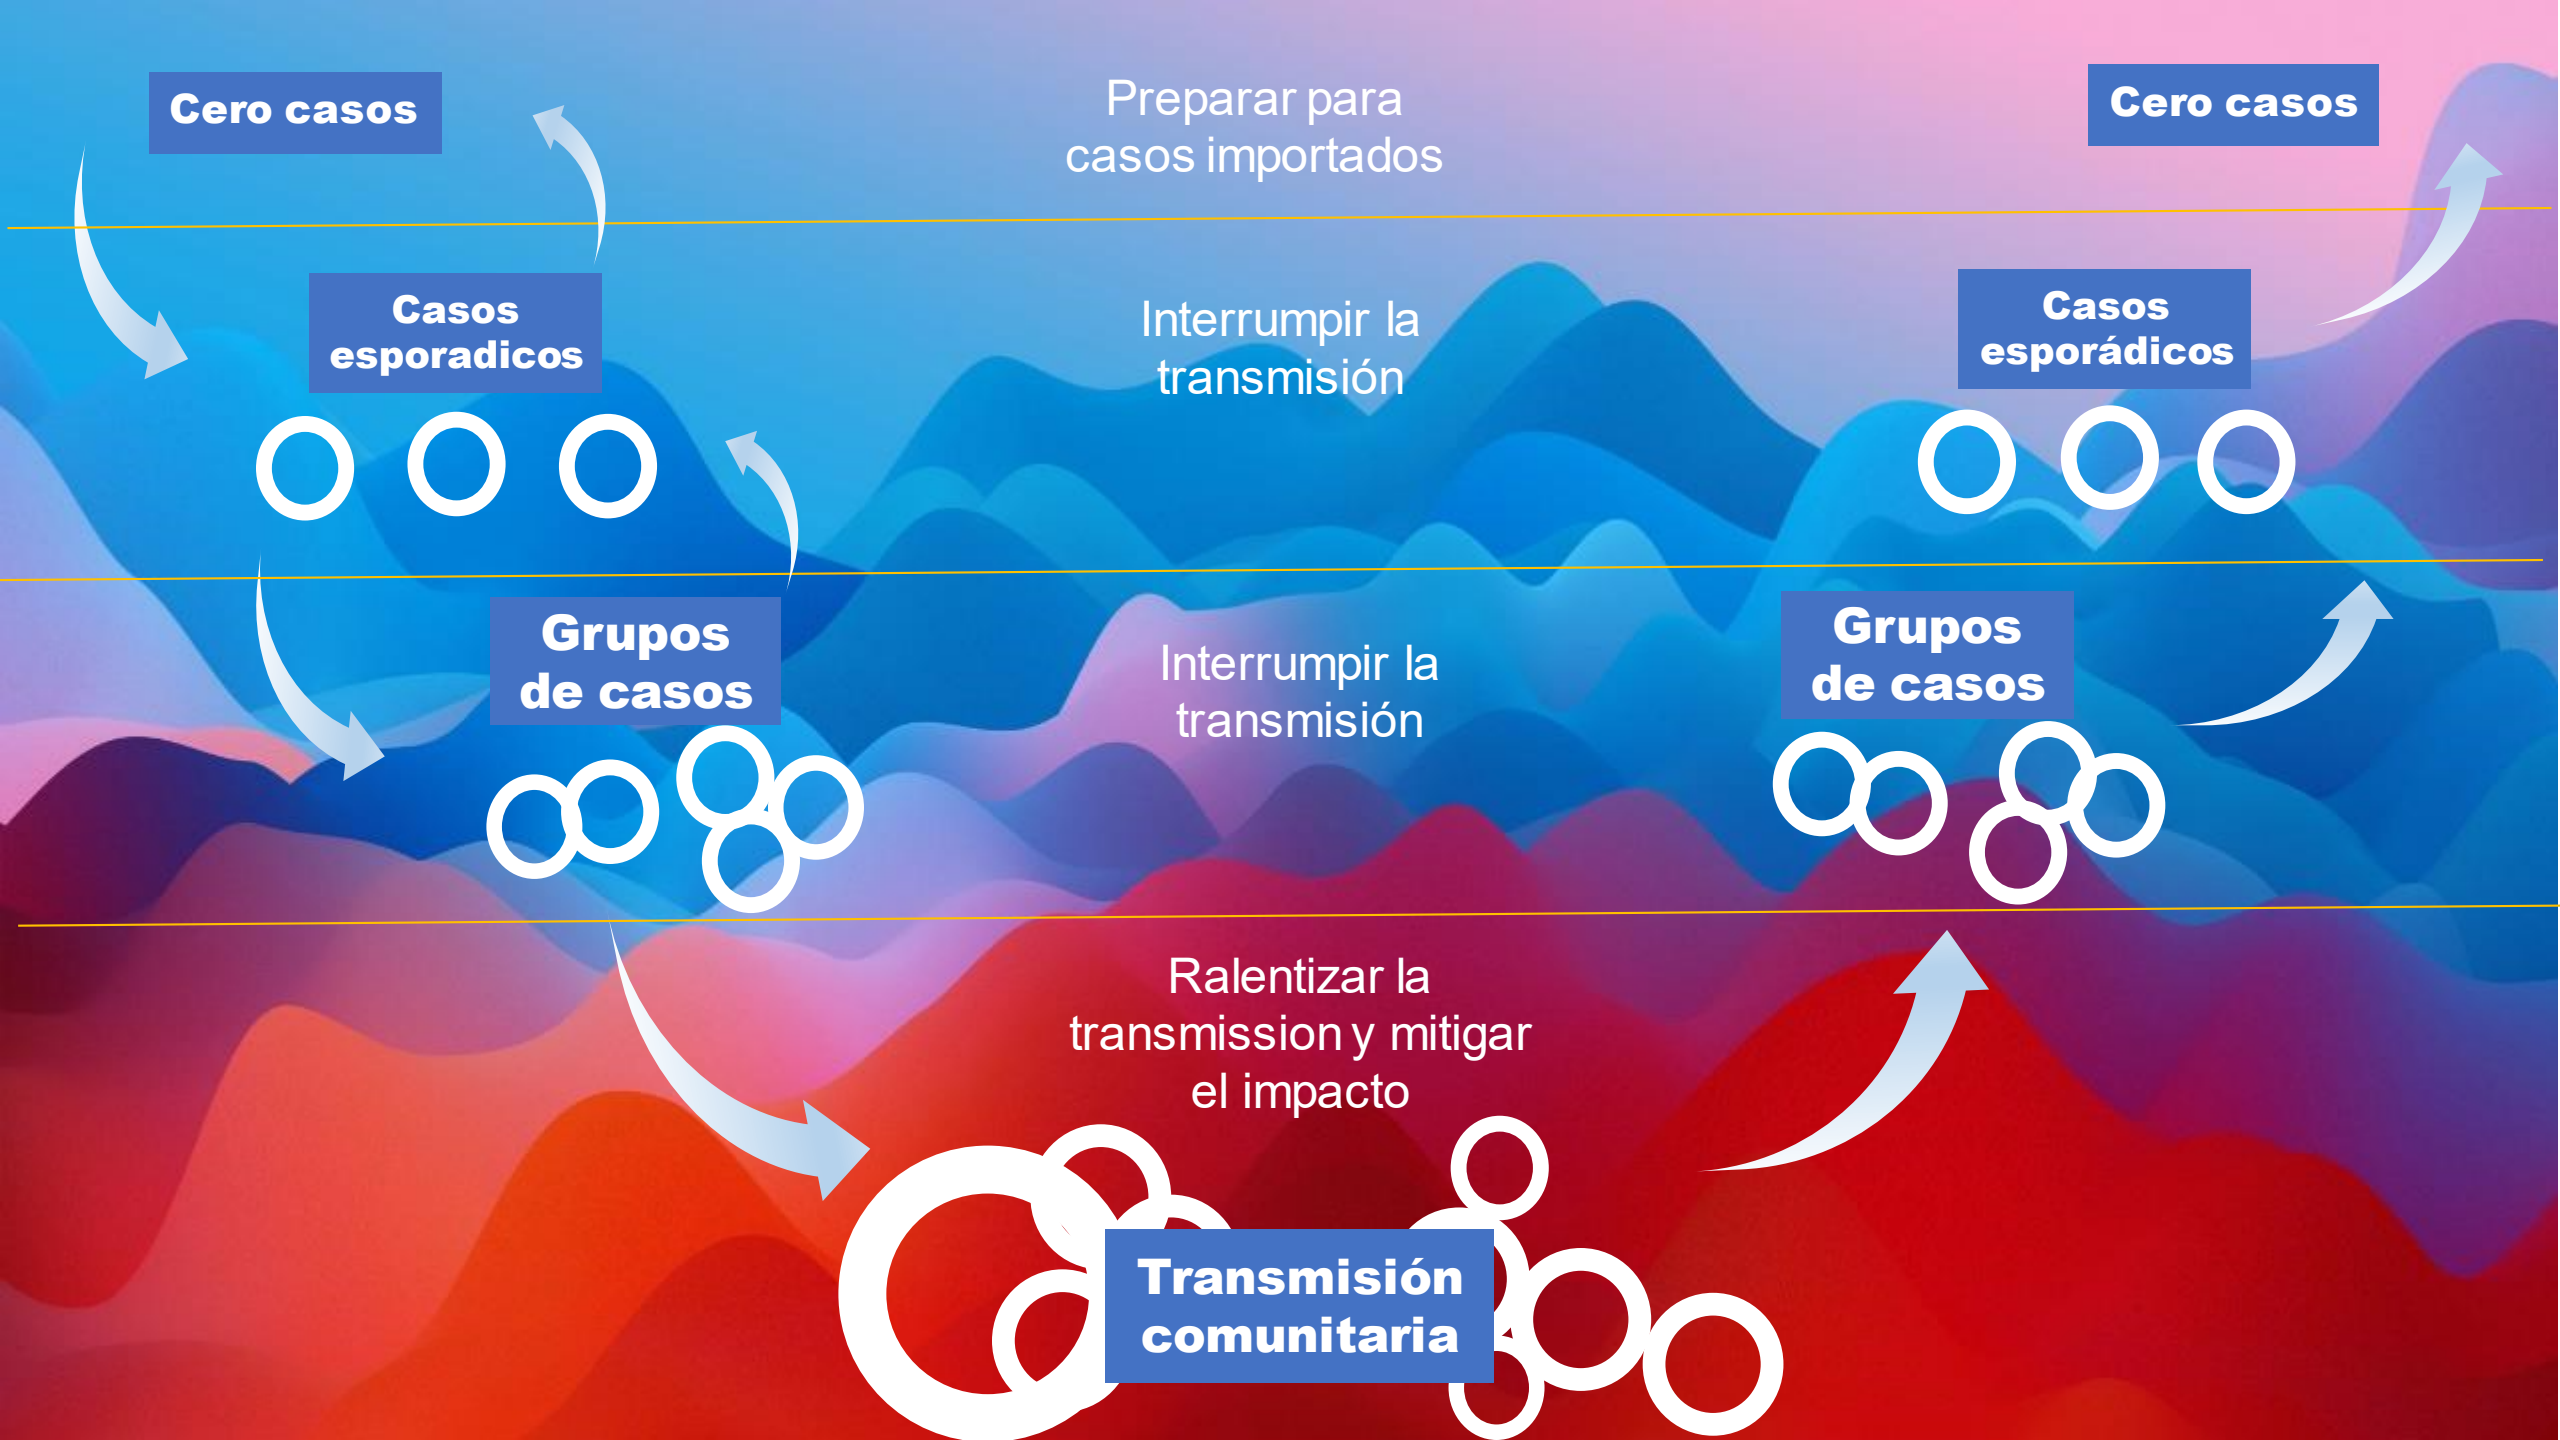 Cero casos
Preparar para
casos importados
Cero casos
Casos
esporadicos
Interrumpir la
transmisión
Casos
esporádicos
Grupos
de casos
Interrumpir la
transmisión
Grupos
de casos
Ralentizar la
transmission y mitigar
el impacto
Transmisión
comunitaria